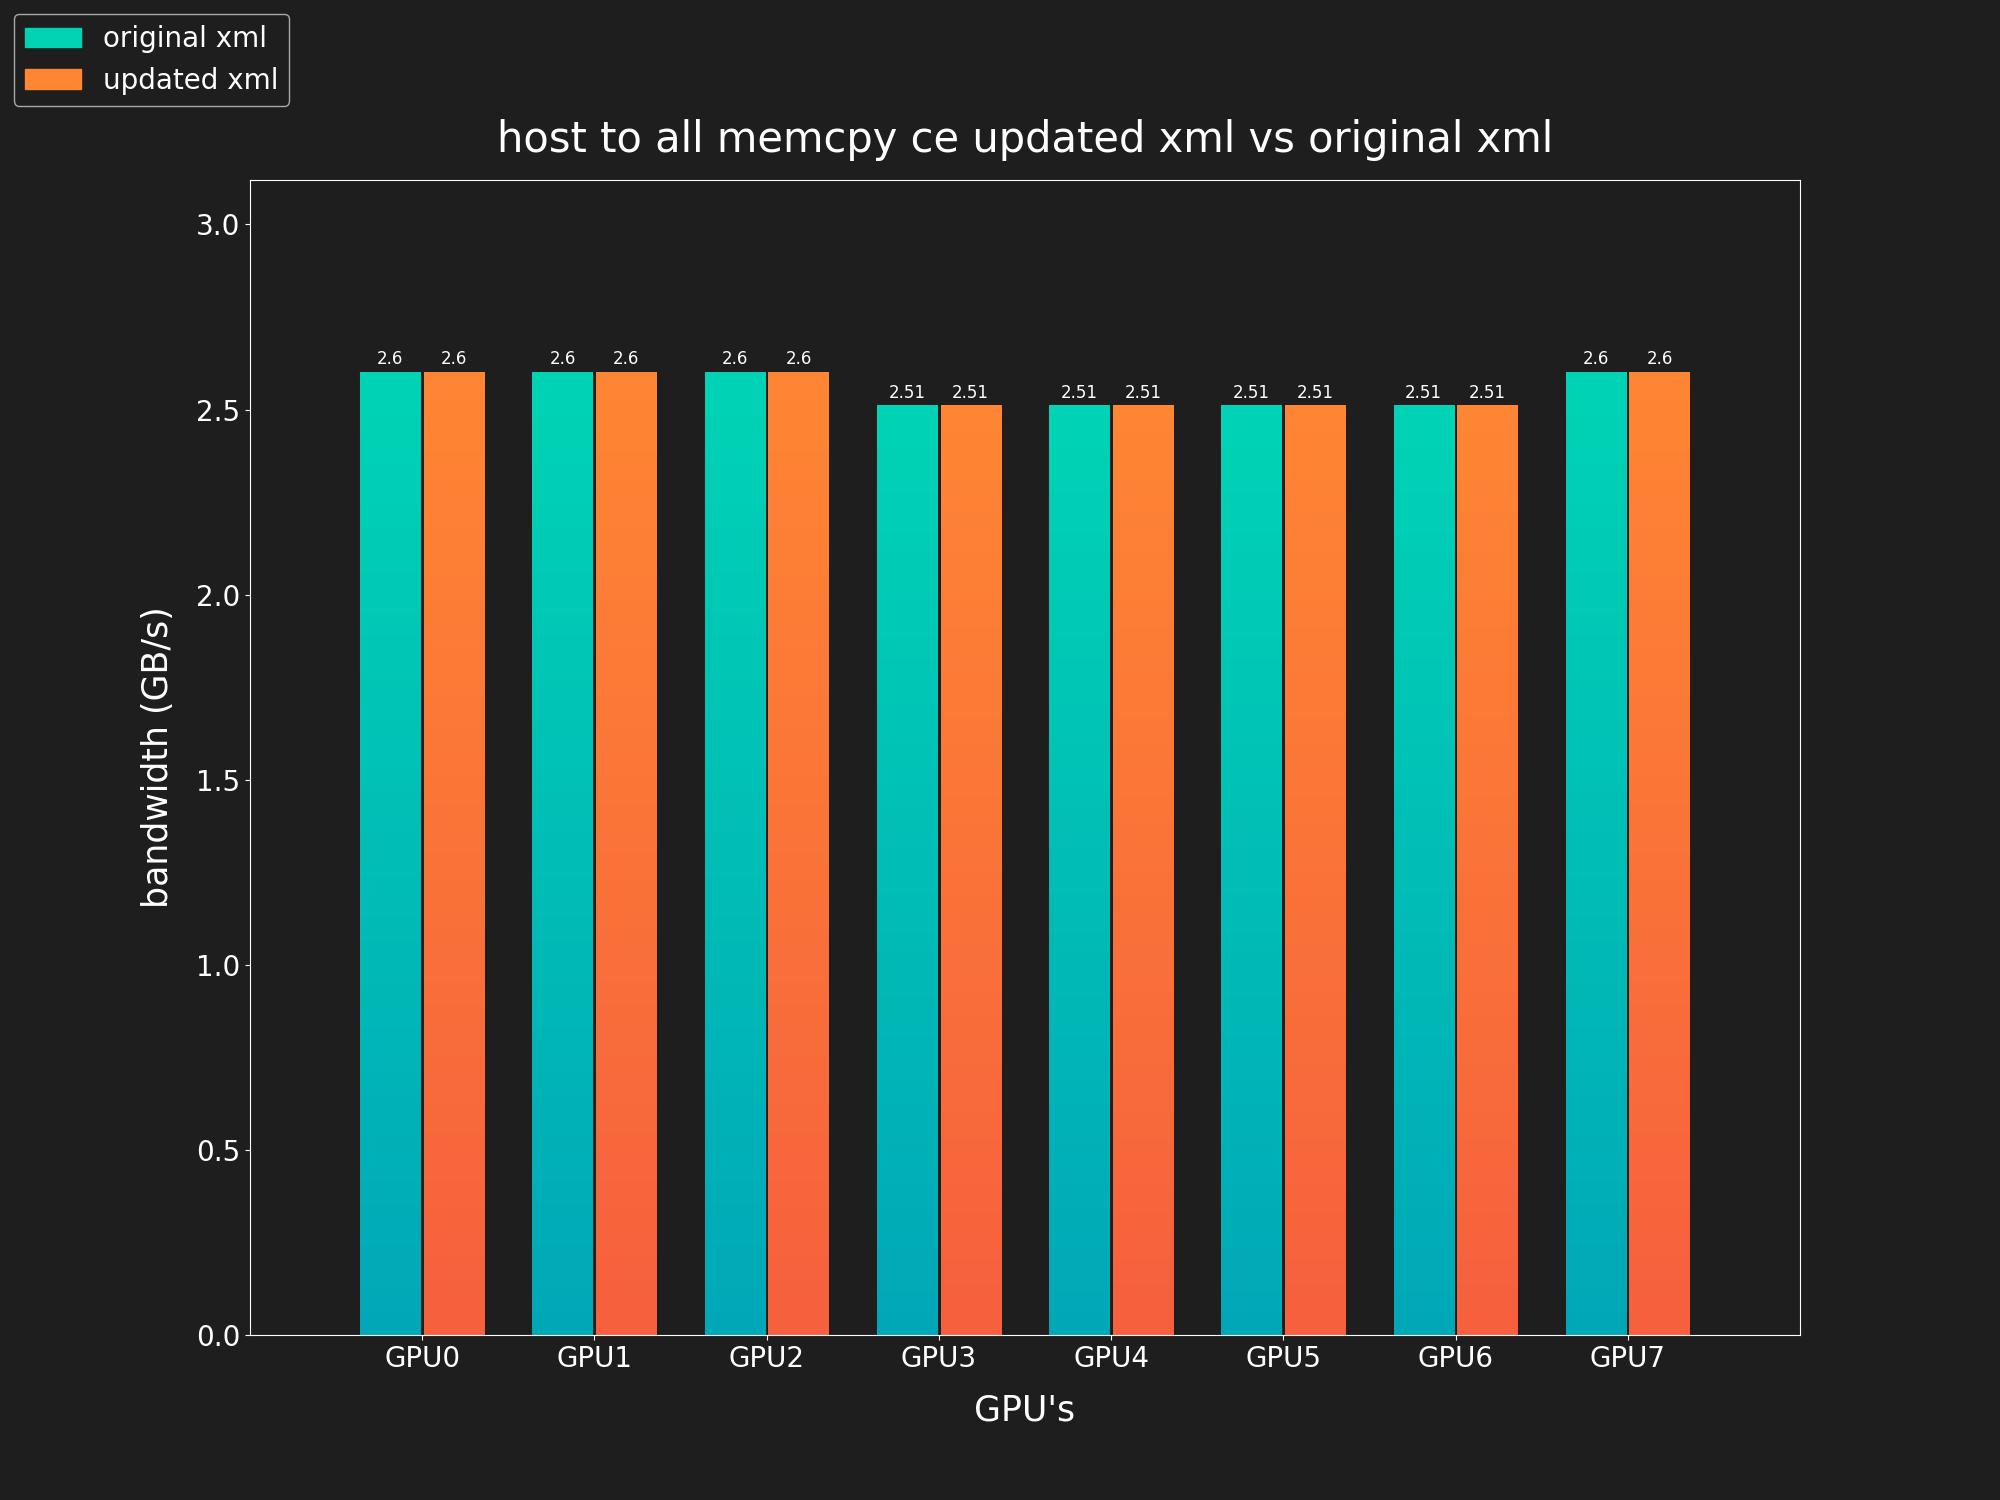 original xml
updated xml
host to all memcpy ce updated xml vs original xml
3.0
2.5
2.0
1.5
1.0
0.5
0.0
bandwidth (GB/s)
2.6 2.6 2.6 2.6 2.6 2.6 2.51 2.51 2.51 2.51 2.51 2.51 2.51 2.51 2.6 2.6
GPU0 GPU1 GPU2 GPU3 GPU4 GPU5 GPU6 GPU7
GPU's